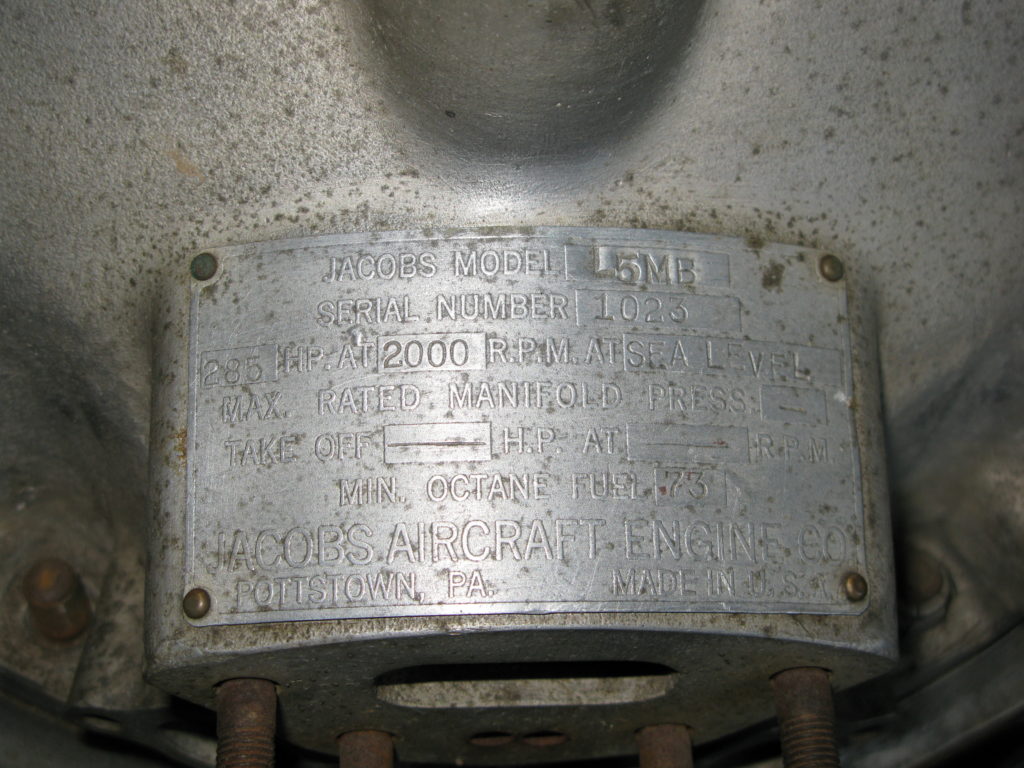 JACOBS MODEL L5MB
SERIAL NUMBER 1023
285 H.P. AT 2000 R.P.M. AT SEA LEVEL
MAX. RATED MANIFOLD PRESS. —
TAKE OFF — H.P. AT — R.P.M.
MIN. OCTANE FUEL 73
JACOBS AIRCRAFT ENGINE CO.
POTTSTOWN, PA. MADE IN U.S.A.